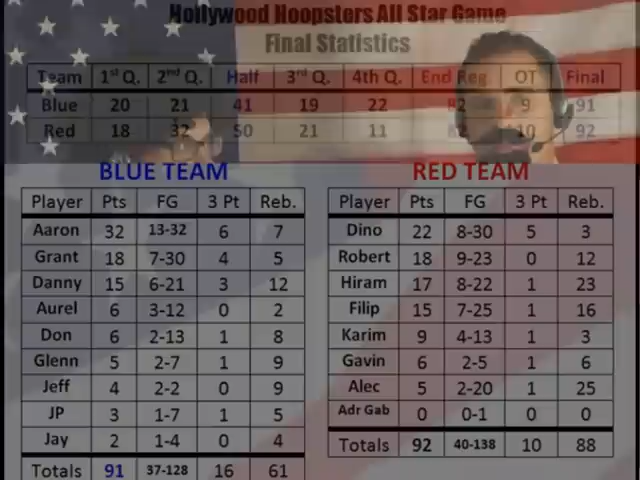 Hollywood Hoopsters All Star Game
Final Statistics
Team 1st Q. 2nd Q. Half 3rd Q. 4th Q. End Reg. OT Final
Blue 20 21 41 19 22 82 9 91
Red 18 32 50 21 11 82 10 92
BLUE TEAM
Player Pts FG 3 Pt Reb.
Aaron 32 13-32 6 7
Grant 18 7-30 4 5
Danny 15 6-21 3 12
Aurel 6 3-12 0 2
Don 6 2-13 1 8
Glenn 5 2-7 1 9
Jeff 4 2-2 0 9
JP 3 1-7 1 5
Jay 2 1-4 0 4
Totals 91 37-128 16 61
RED TEAM
Player Pts FG 3 Pt Reb.
Dino 22 8-30 5 3
Robert 18 9-23 0 12
Hiram 17 8-22 1 23
Filip 15 7-25 1 16
Karim 9 4-13 1 3
Gavin 6 2-5 1 6
Alec 5 2-20 1 25
Adr Gab 0 0-1 0 0
Totals 92 40-138 10 88